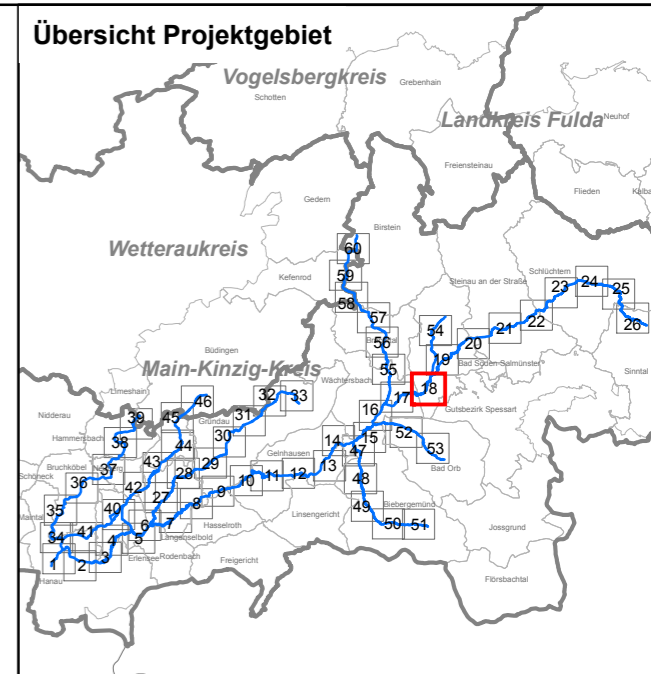 Übersicht Projektgebiet
Vogelsbergkreis
Grebenhain
Schotten
Landkreis Fulda
Neuhof
Freiensteinau
Flieden
Kalba
Gedern
Birstein
Wetteraukreis
60
Kefenrod
59
58
Steinau an der Straße
Schlüchtern
23
24
25
26
57
54
22
21
20
Sinntal
Büdingen
56
19
Bad Soden-Salmünster
Main-Kinzig-Kreis
55
Wächtersbach
18
17
Gutsbezirk Spessart
Limeshain
46
32
33
Nidderau
39
45
31
Gründau
16
Hammersbach
38
44
30
14
15
52
Gelnhausen
47
53
Bad Orb
Bruchköbel
37
43
29
13
Schöneck
36
42
28
10
11
12
48
27
9
Linsengericht
49
Biebergemünd
35
40
8
Hasselroth
50
51
Maintal
34
41
6
7
Langenselbold
Jossgrund
1
2
3
4
5
Erlensee
Rodenbach
Freigericht
Hanau
Flörsbachtal